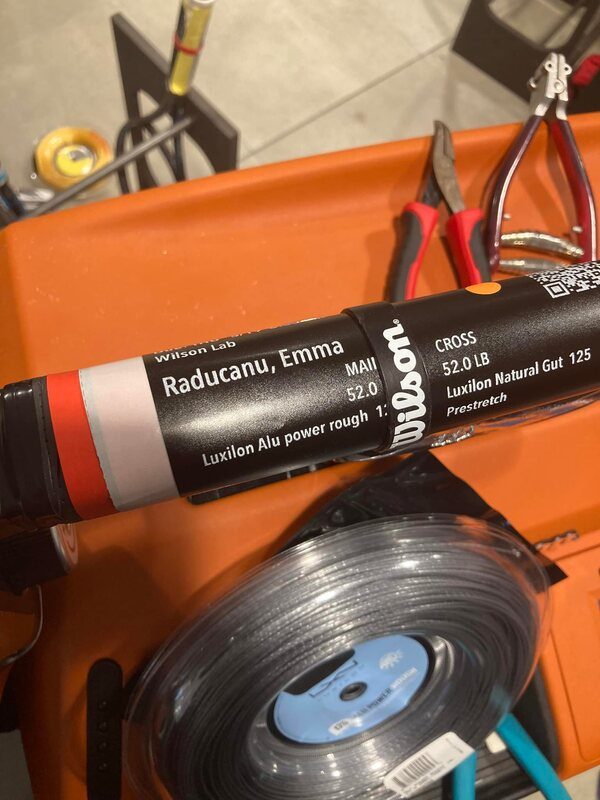 Wilson Lab
Raducanu, Emma
MAI
52.0
Luxilon Alu power rough 12
Wilson
CROSS
52.0 LB
Luxilon Natural Gut 125
Prestretch